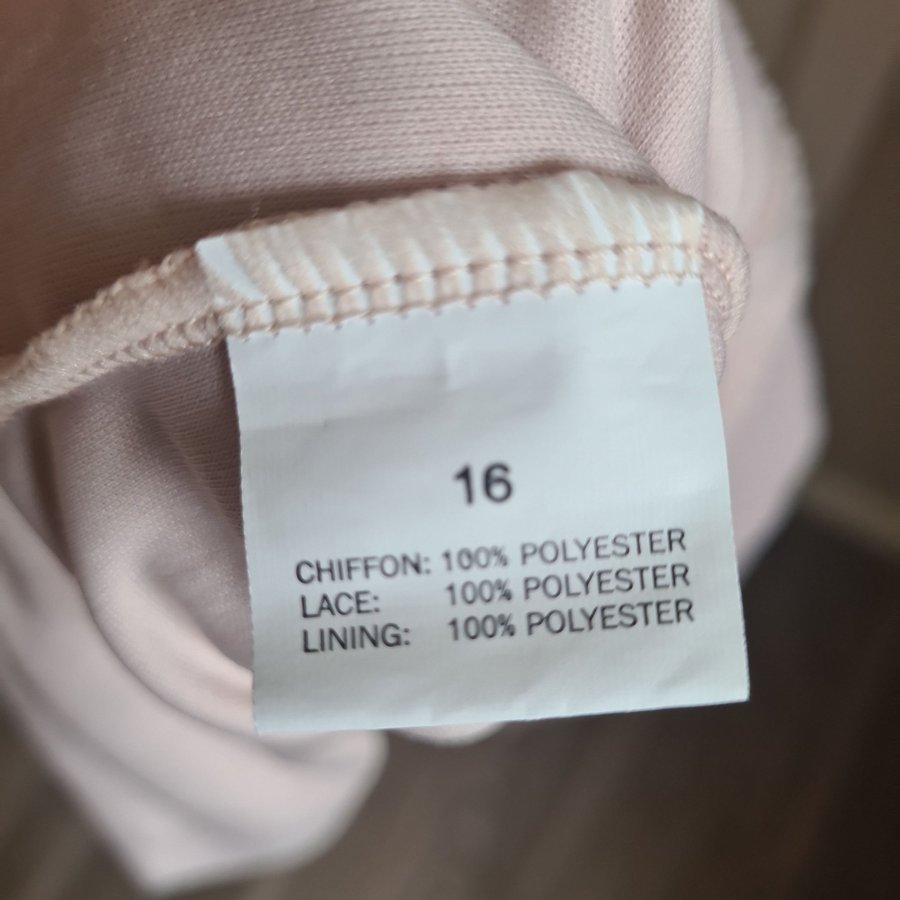 16
CHIFFON: 100% POLYESTER
LACE: 100% POLYESTER
LINING: 100% POLYESTER